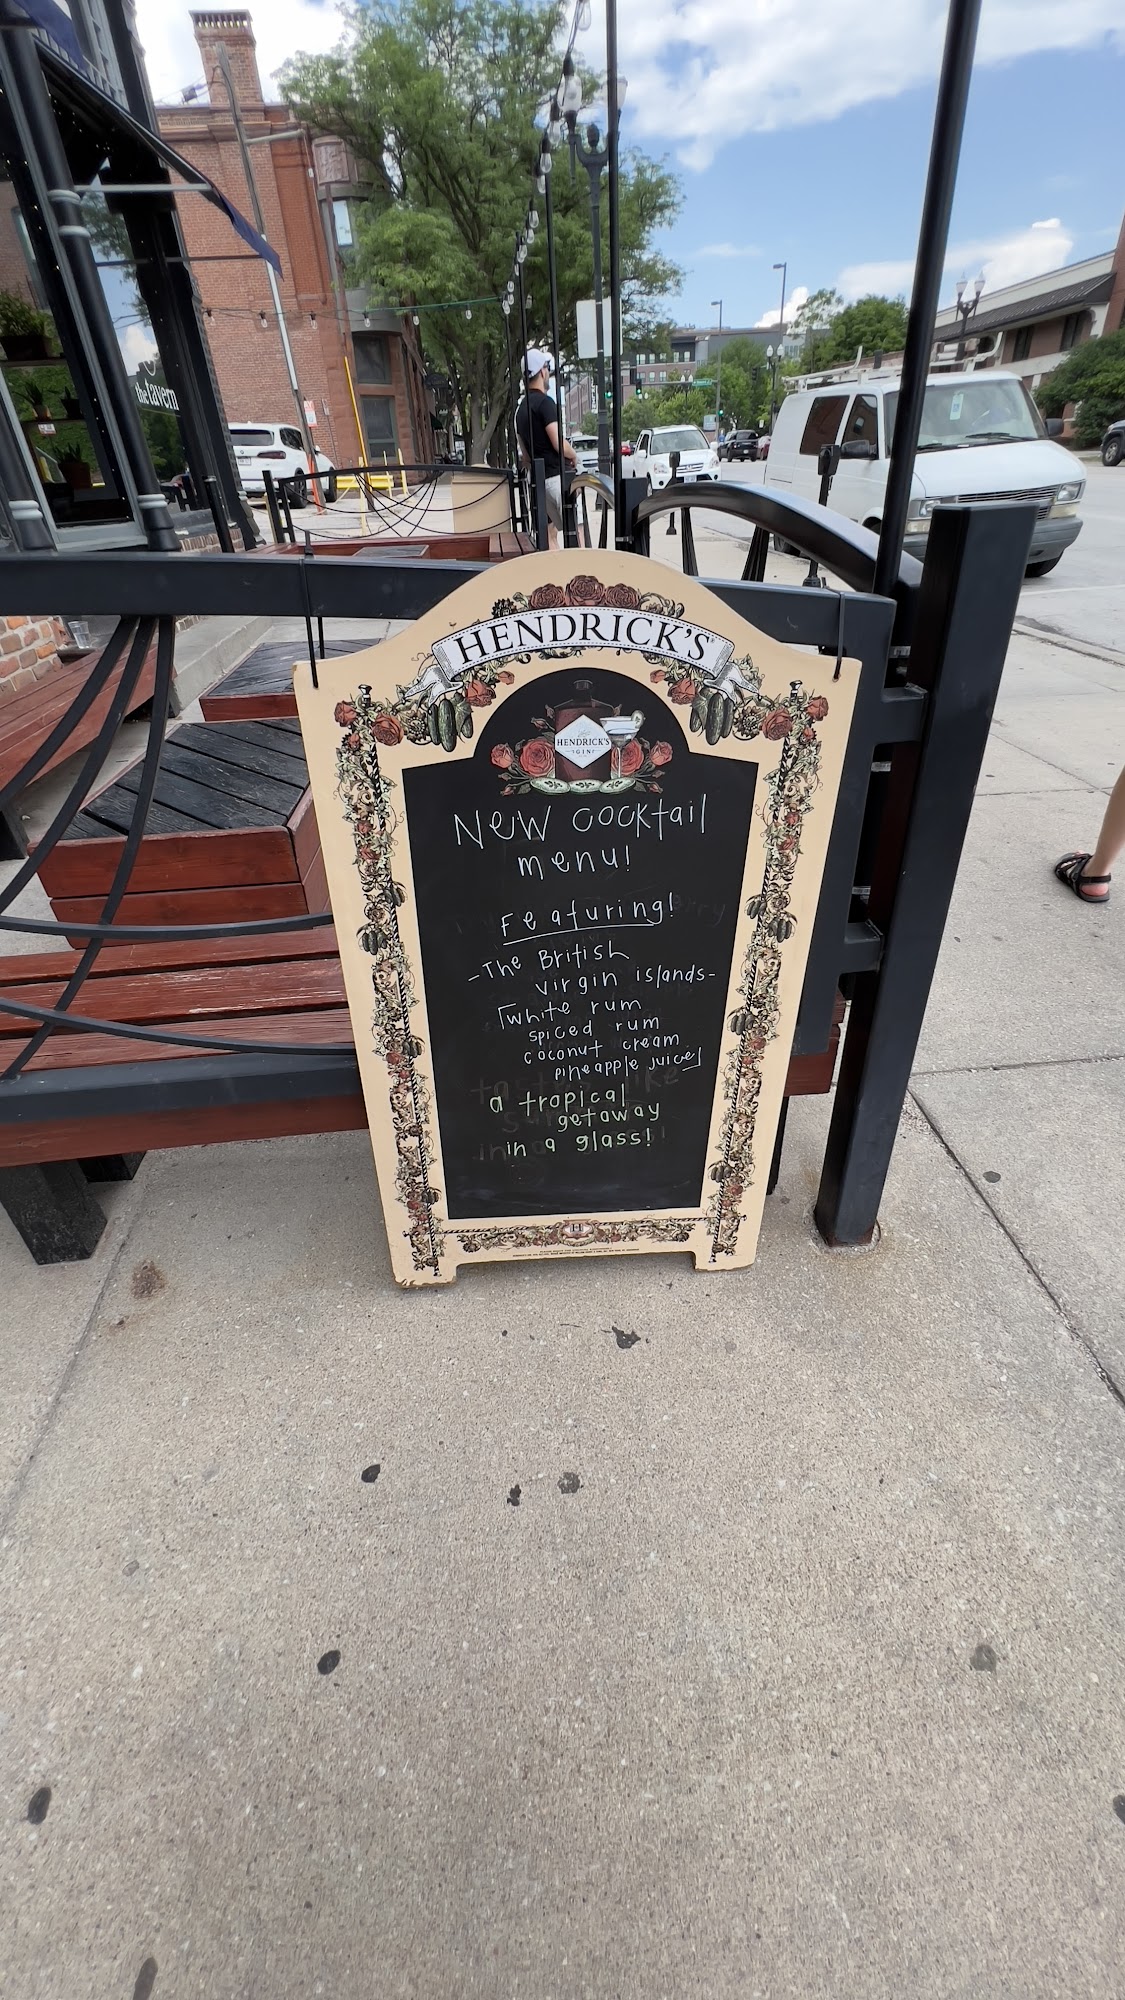 the tavern
HENDRICK'S
HENDRICK'S
GIN
New cocktail
menu!
Featuring!
-The British
virgin islands-
[white rum
spiced rum
coconut cream
pineapple juice]
a tropical
getaway
in a glass!
H